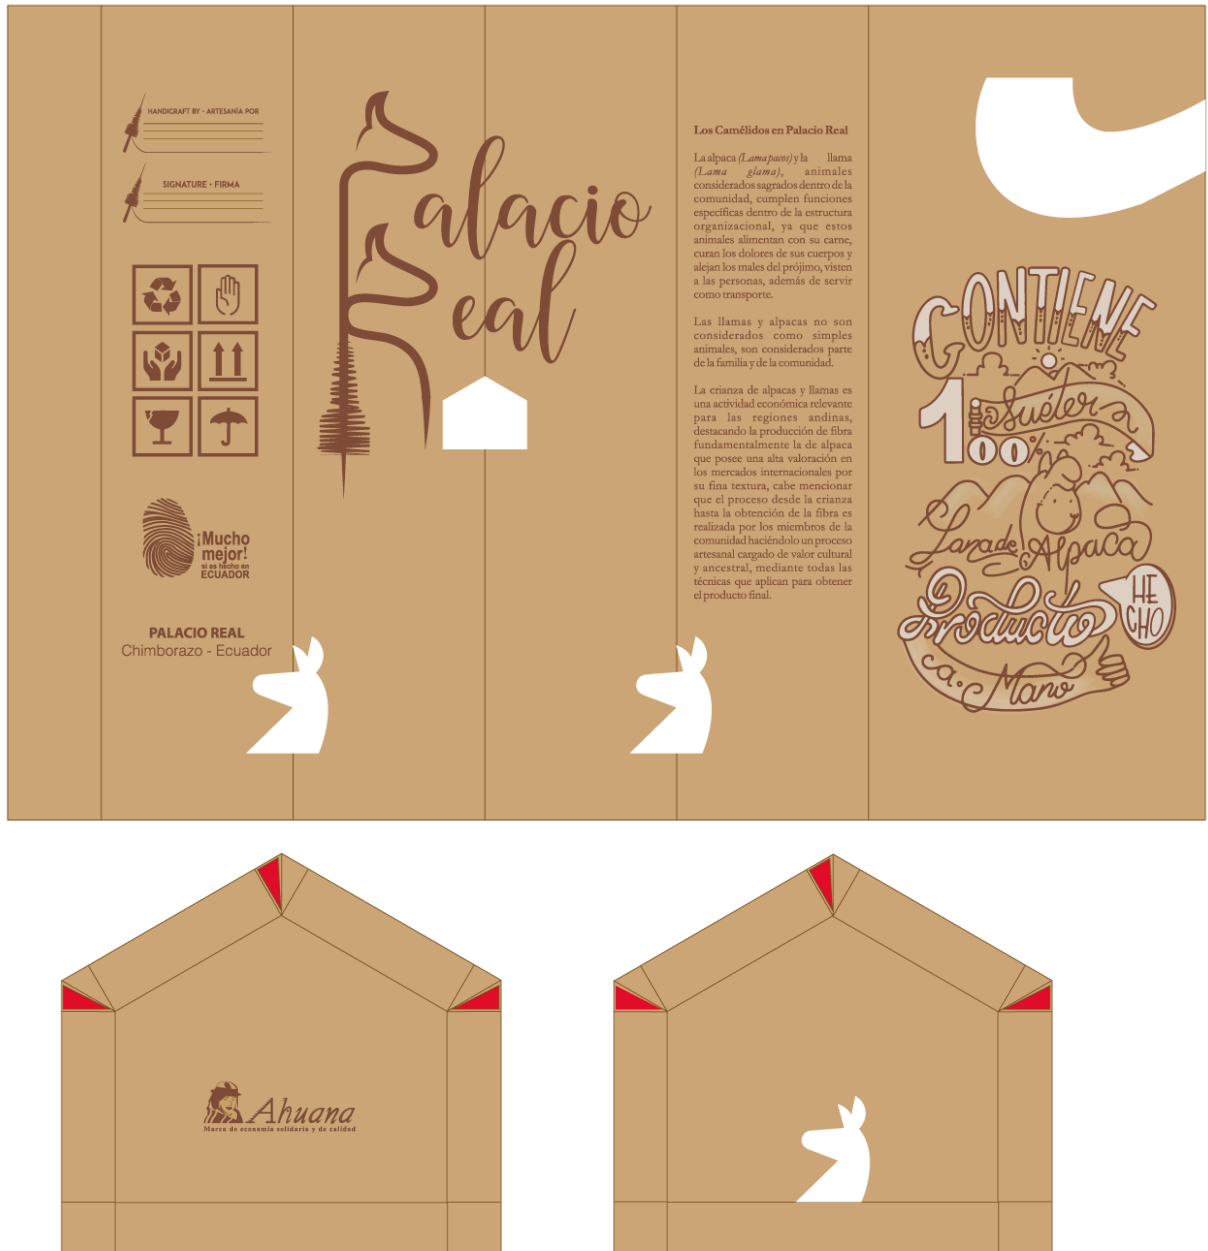 HANDICRAFT BY • ARTESANÍA POR
SIGNATURE • FIRMA
¡Mucho
mejor!
si es hecho en
ECUADOR
PALACIO REAL
Chimborazo - Ecuador
Palacio
Real
Los Camélidos en Palacio Real
La alpaca (Lama pacos) y la llama
(Lama glama), animales
considerados sagrados dentro de la
comunidad, cumplen funciones
específicas dentro de la estructura
organizacional, ya que estos
animales alimentan con su carne,
curan los dolores de sus cuerpos y
alejan los males del prójimo, visten
a las personas, además de servir
como transporte.
Las llamas y alpacas no son
considerados como simples
animales, son considerados parte
de la familia y de la comunidad.
La crianza de alpacas y llamas es
una actividad económica relevante
para las regiones andinas,
destacando la producción de fibra
fundamentalmente la de alpaca
que posee una alta valoración en
los mercados internacionales por
su fina textura, cabe mencionar
que el proceso desde la crianza
hasta la obtención de la fibra es
realizada por los miembros de la
comunidad haciéndolo un proceso
artesanal cargado de valor cultural
y ancestral, mediante todas las
técnicas que aplican para obtener
el producto final.
CONTIENE
1 Suéter
100%
Lana de Alpaca
Producto HECHO
a Mano
Ahuana
Marca de economía solidaria y de calidad